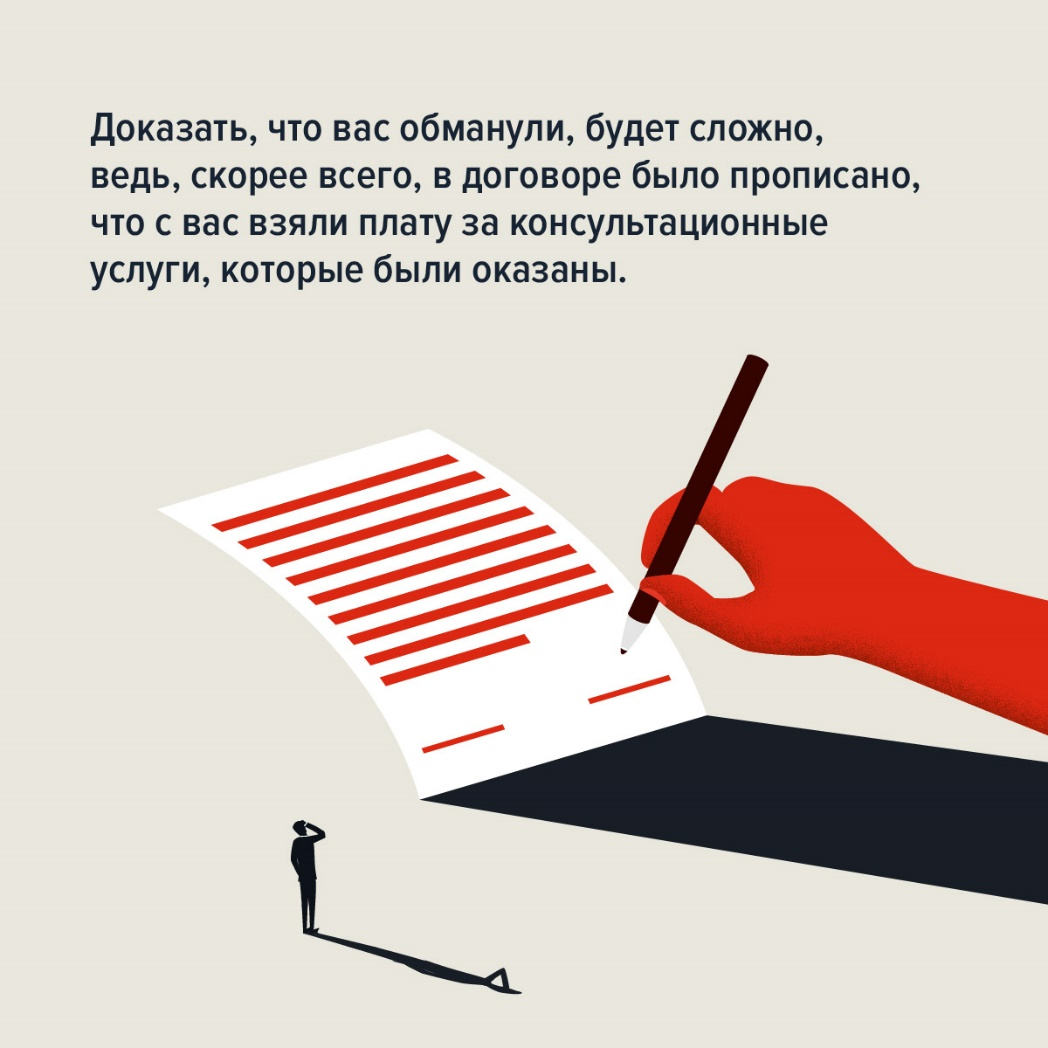 Доказать, что вас обманули, будет сложно,
ведь, скорее всего, в договоре было прописано,
что с вас взяли плату за консультационные
услуги, которые были оказаны.